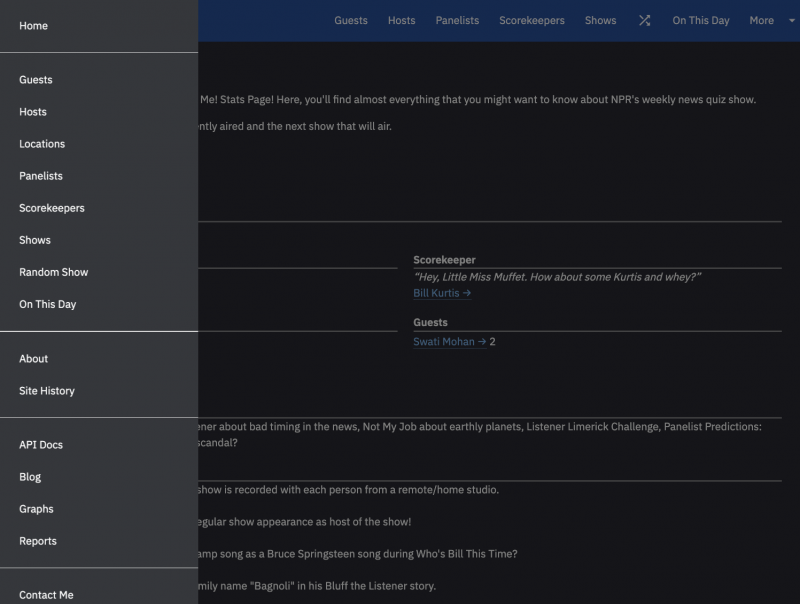 Home
Guests
Hosts
Locations
Panelists
Scorekeepers
Shows
Random Show
On This Day
About
Site History
API Docs
Blog
Graphs
Reports
Contact Me
Guests Hosts Panelists Scorekeepers Shows On This Day More
Me! Stats Page! Here, you'll find almost everything that you might want to know about NPR's weekly news quiz show.
ently aired and the next show that will air.
Scorekeeper
“Hey, Little Miss Muffet. How about some Kurtis and whey?”
Bill Kurtis →
Guests
Swati Mohan → 2
ener about bad timing in the news, Not My Job about earthly planets, Listener Limerick Challenge, Panelist Predictions:
scandal?
show is recorded with each person from a remote/home studio.
egular show appearance as host of the show!
amp song as a Bruce Springsteen song during Who's Bill This Time?
mily name "Bagnoli" in his Bluff the Listener story.